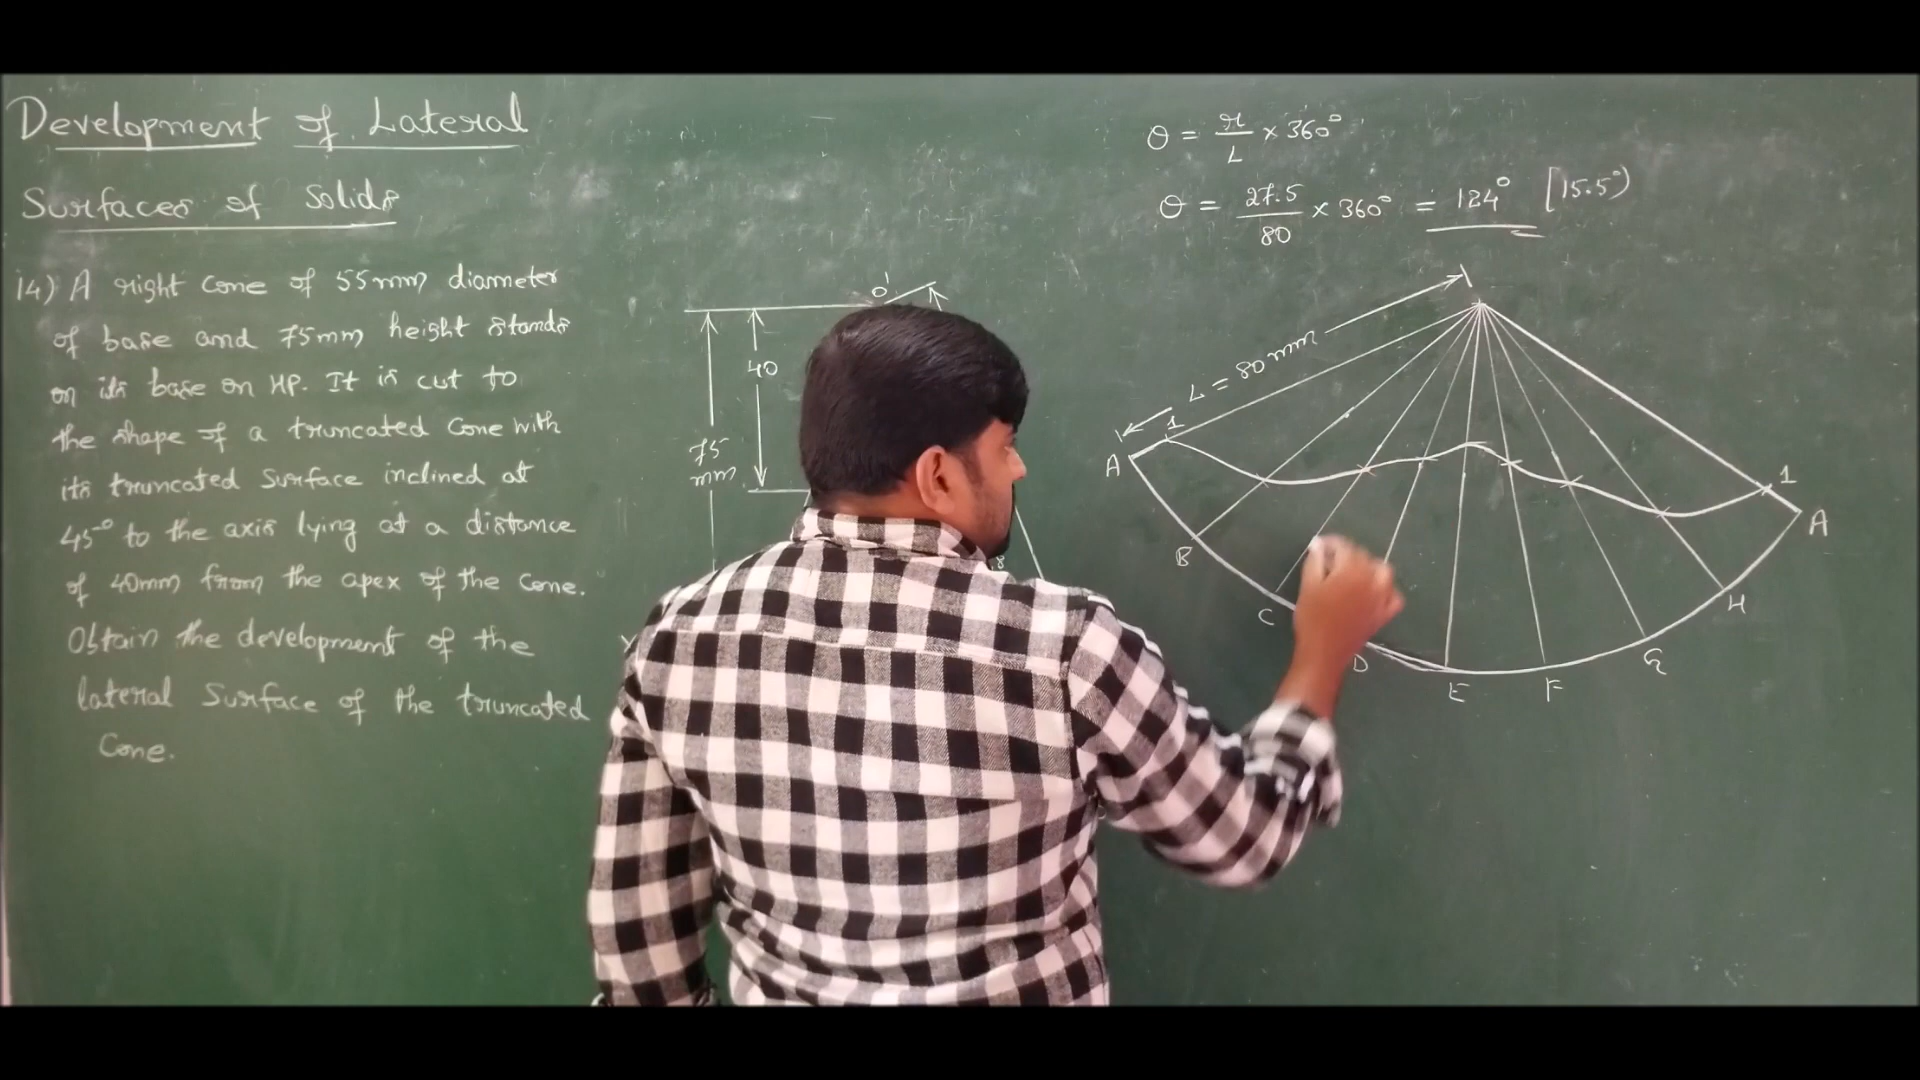 Development of Lateral
Surfaces of Solids
14) A right cone of 55mm diameter
of base and 75mm height stands
on its base on HP. It is cut to
the shape of a truncated cone with
its truncated surface inclined at
45° to the axis lying at a distance
of 40mm from the apex of the cone.
Obtain the development of the
lateral surface of the truncated
cone.
o'
40
75
mm
8
X
θ = r/L × 360°
θ = 27.5/80 × 360° = 124° [15.5°)
L = 80mm
1
A
B
C
D
E
F
G
H
A
1